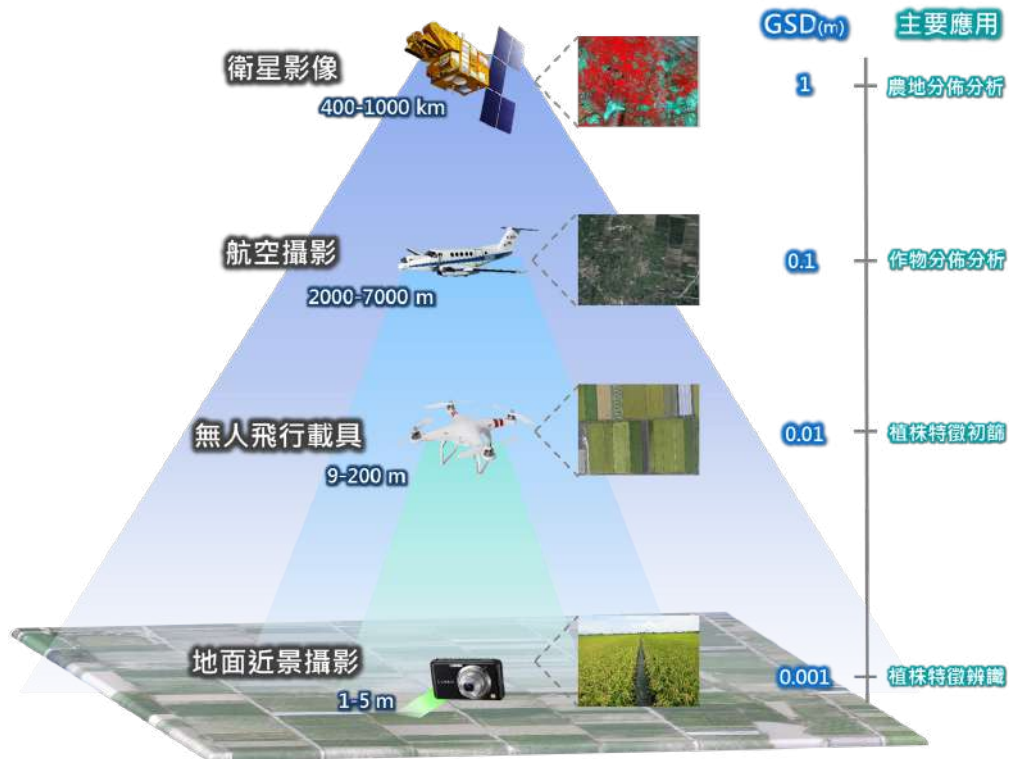 GSD(m)
主要應用
衛星影像
400-1000 km
1
農地分佈分析
航空攝影
2000-7000 m
0.1
作物分佈分析
無人飛行載具
9-200 m
0.01
植株特徵初篩
地面近景攝影
1-5 m
0.001
植株特徵辨識
LUMIX